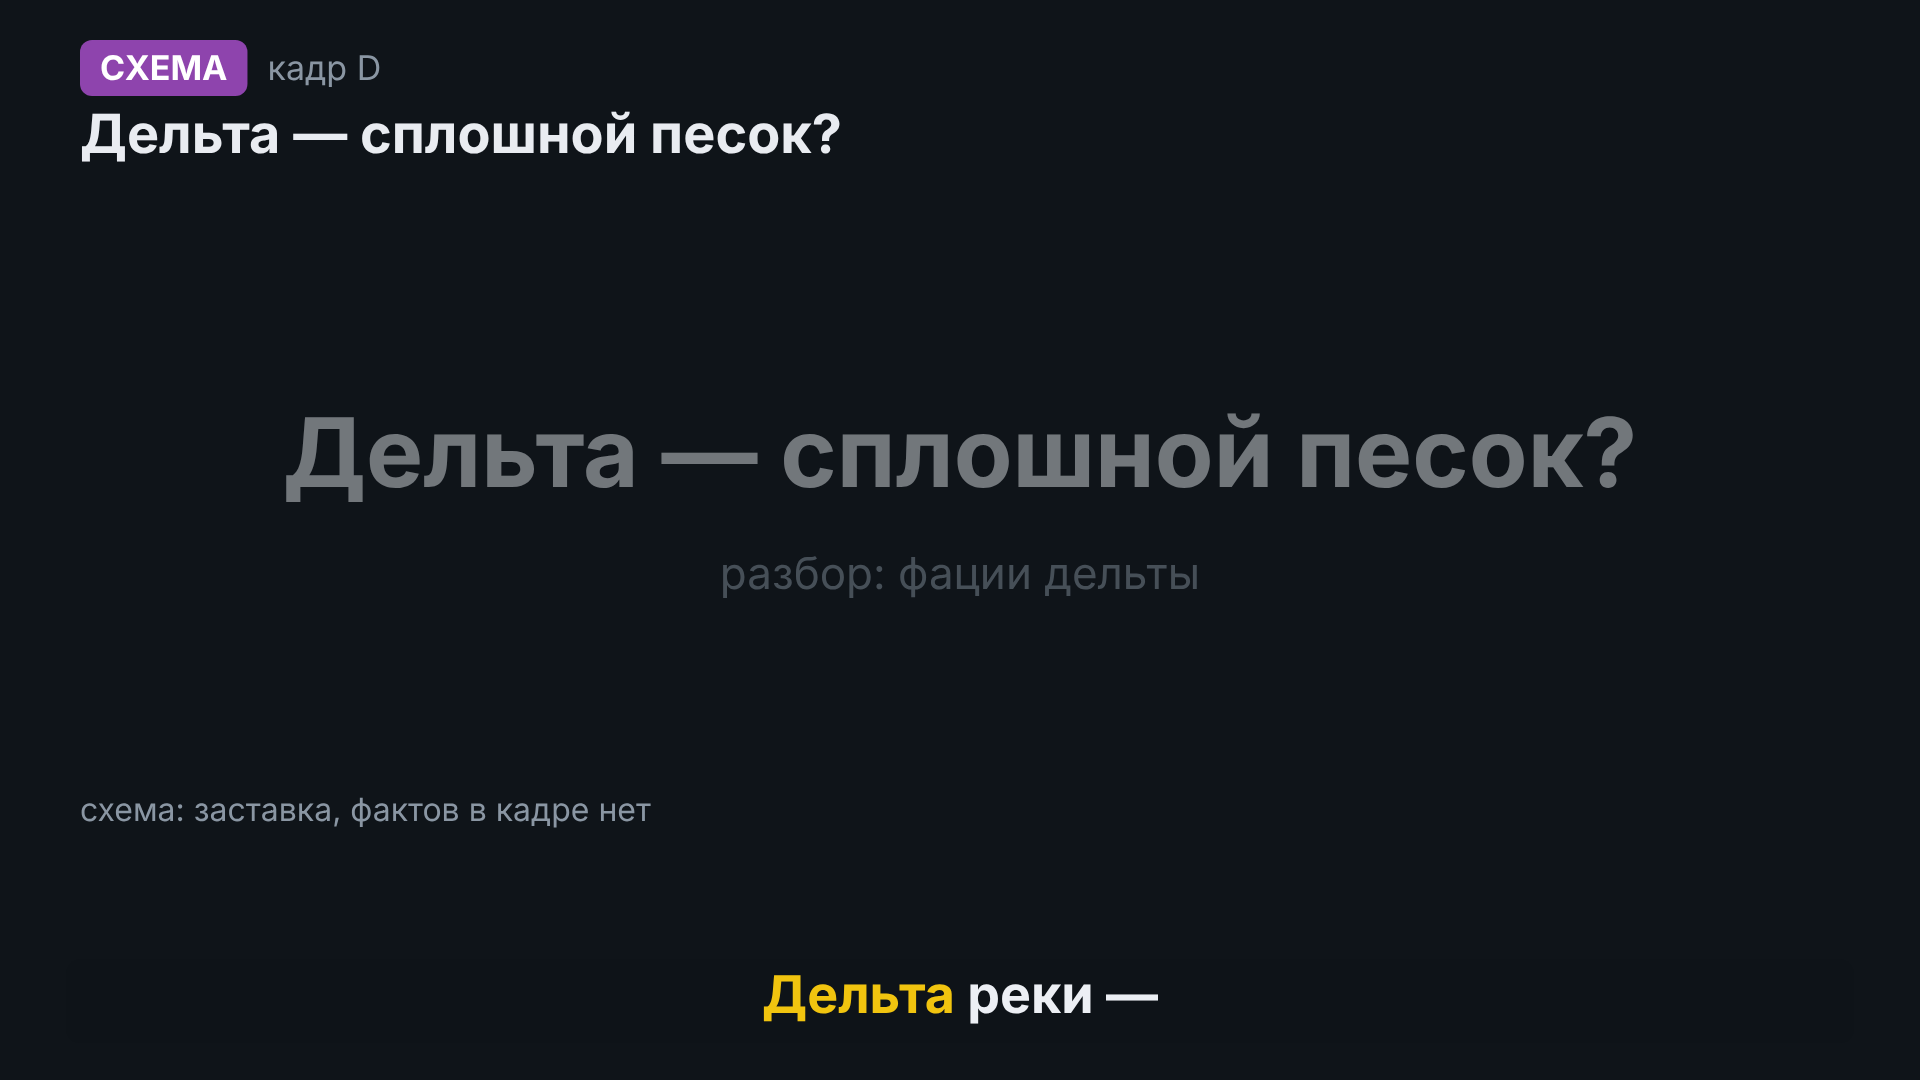 СХЕМА кадр D
Дельта — сплошной песок?
Дельта — сплошной песок?
разбор: фации дельты
схема: заставка, фактов в кадре нет
Дельта реки —